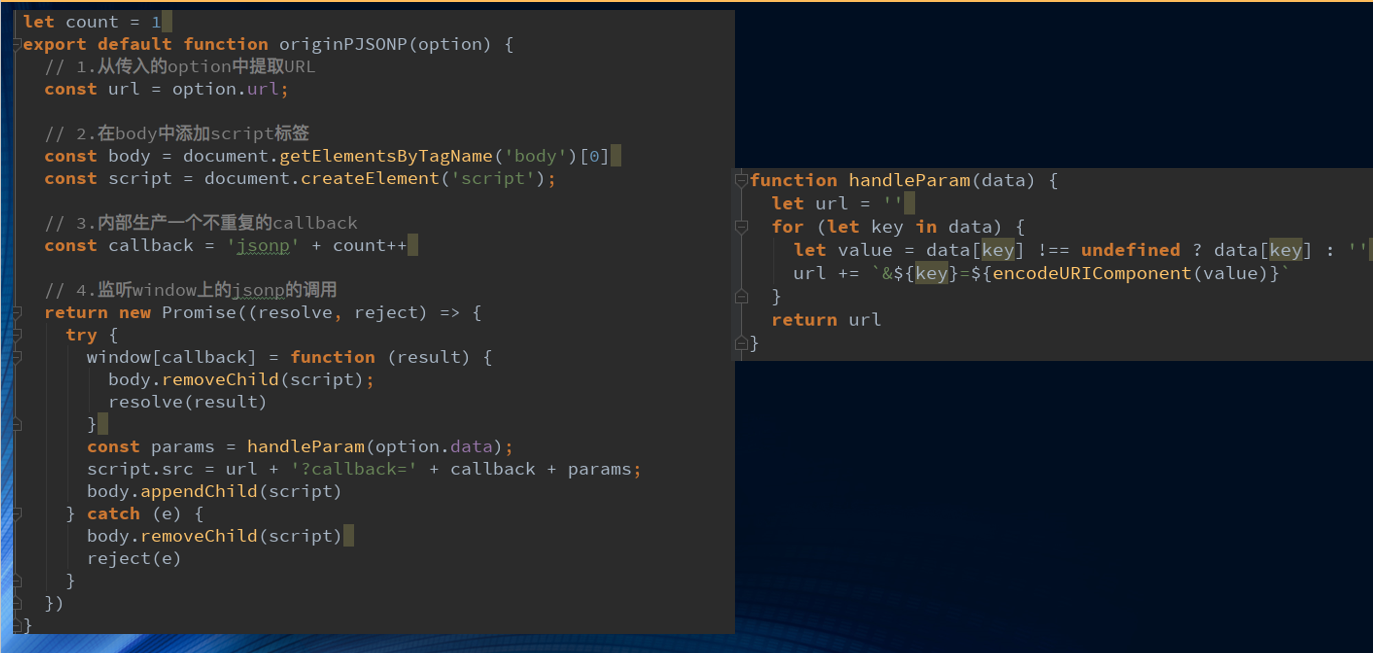 let count = 1
export default function originPJSONP(option) {
  // 1.从传入的option中提取URL
  const url = option.url;

  // 2.在body中添加script标签
  const body = document.getElementsByTagName('body')[0]
  const script = document.createElement('script');

  // 3.内部生产一个不重复的callback
  const callback = 'jsonp' + count++

  // 4.监听window上的jsonp的调用
  return new Promise((resolve, reject) => {
    try {
      window[callback] = function (result) {
        body.removeChild(script);
        resolve(result)
      }
      const params = handleParam(option.data);
      script.src = url + '?callback=' + callback + params;
      body.appendChild(script)
    } catch (e) {
      body.removeChild(script)
      reject(e)
    }
  })
}
function handleParam(data) {
  let url = ''
  for (let key in data) {
    let value = data[key] !== undefined ? data[key] : ''
    url += `&${key}=${encodeURIComponent(value)}`
  }
  return url
}